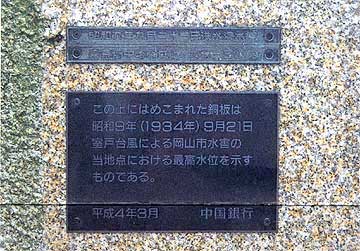 この上にはめこまれた銅板は
昭和9年(1934年)9月21日
室戸台風による岡山市水害の
当地点における最高水位を示す
ものである。
平成4年3月 中国銀行